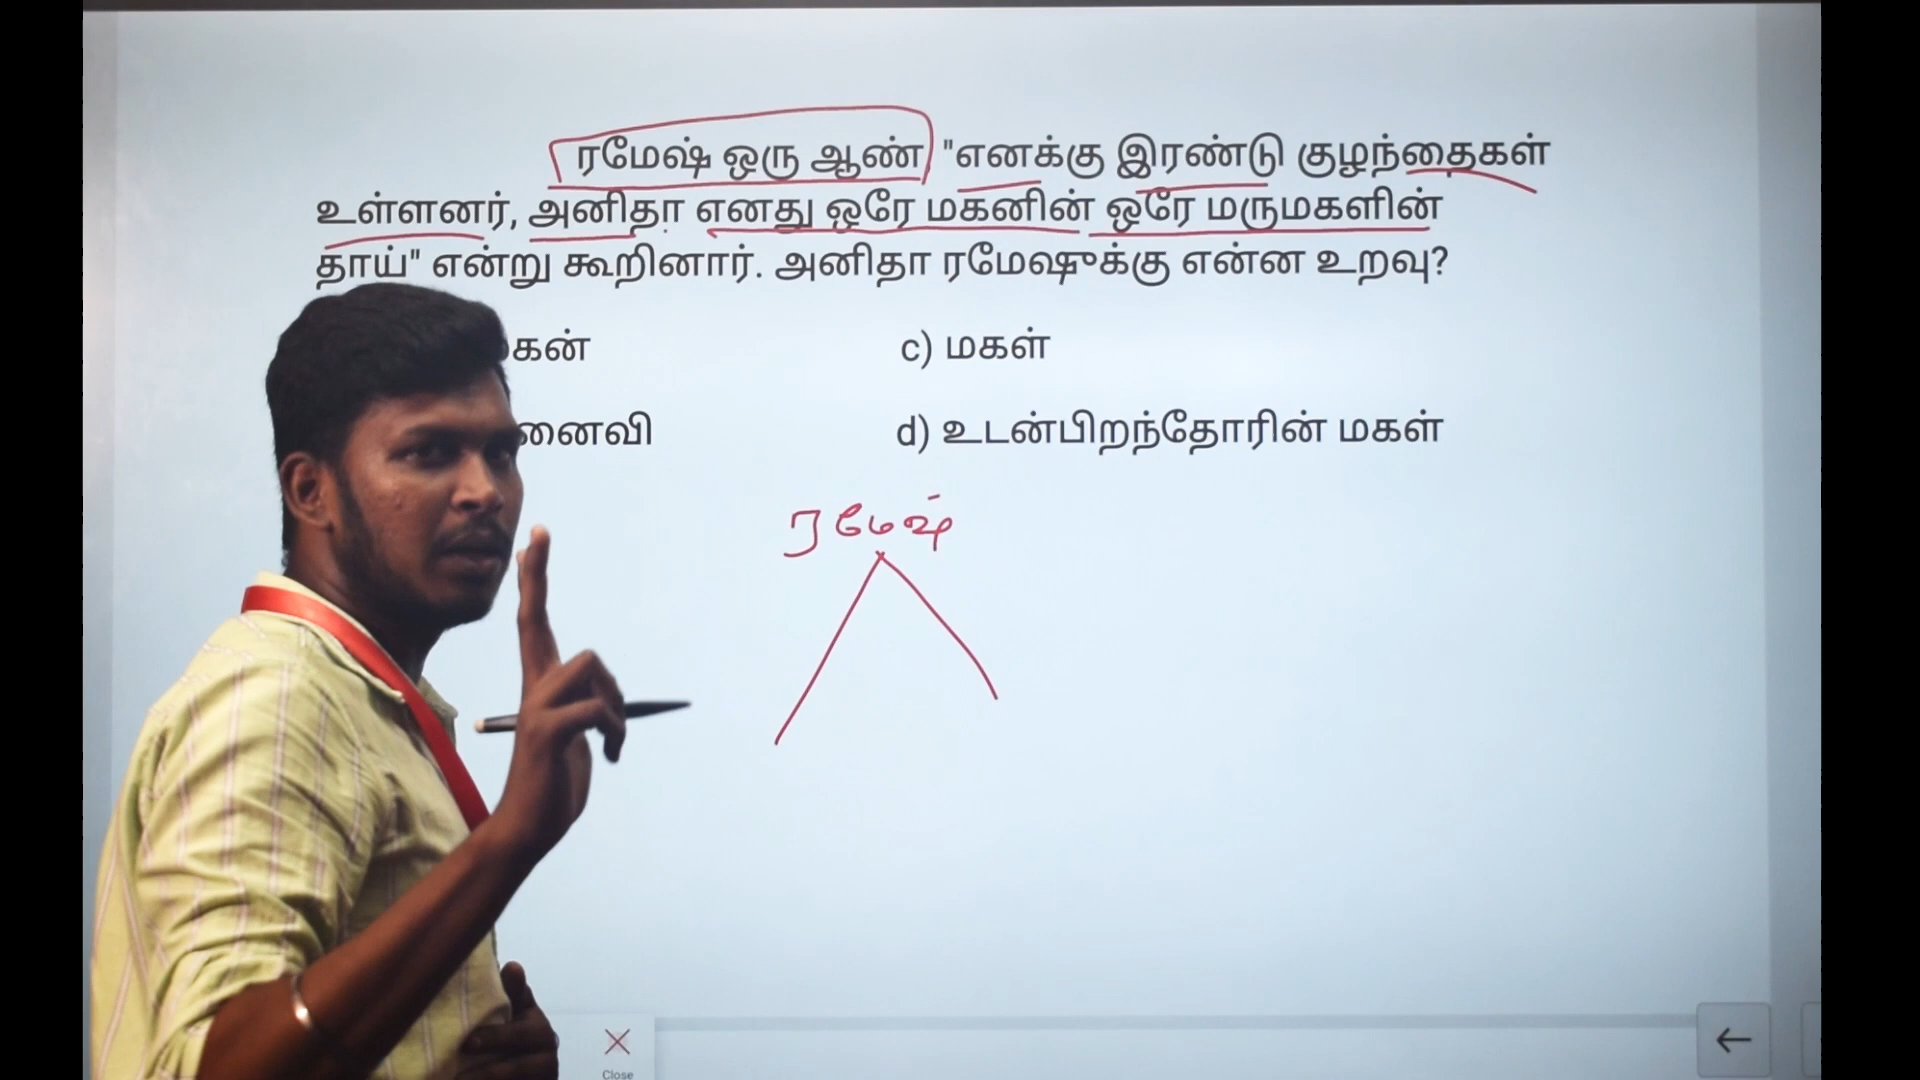 ரமேஷ் ஒரு ஆண் "எனக்கு இரண்டு குழந்தைகள்
உள்ளனர், அனிதா எனது ஒரே மகனின் ஒரே மருமகளின்
தாய்" என்று கூறினார். அனிதா ரமேஷுக்கு என்ன உறவு?
c) மகள்
d) உடன்பிறந்தோரின் மகள்
ரமேஷ்
Close